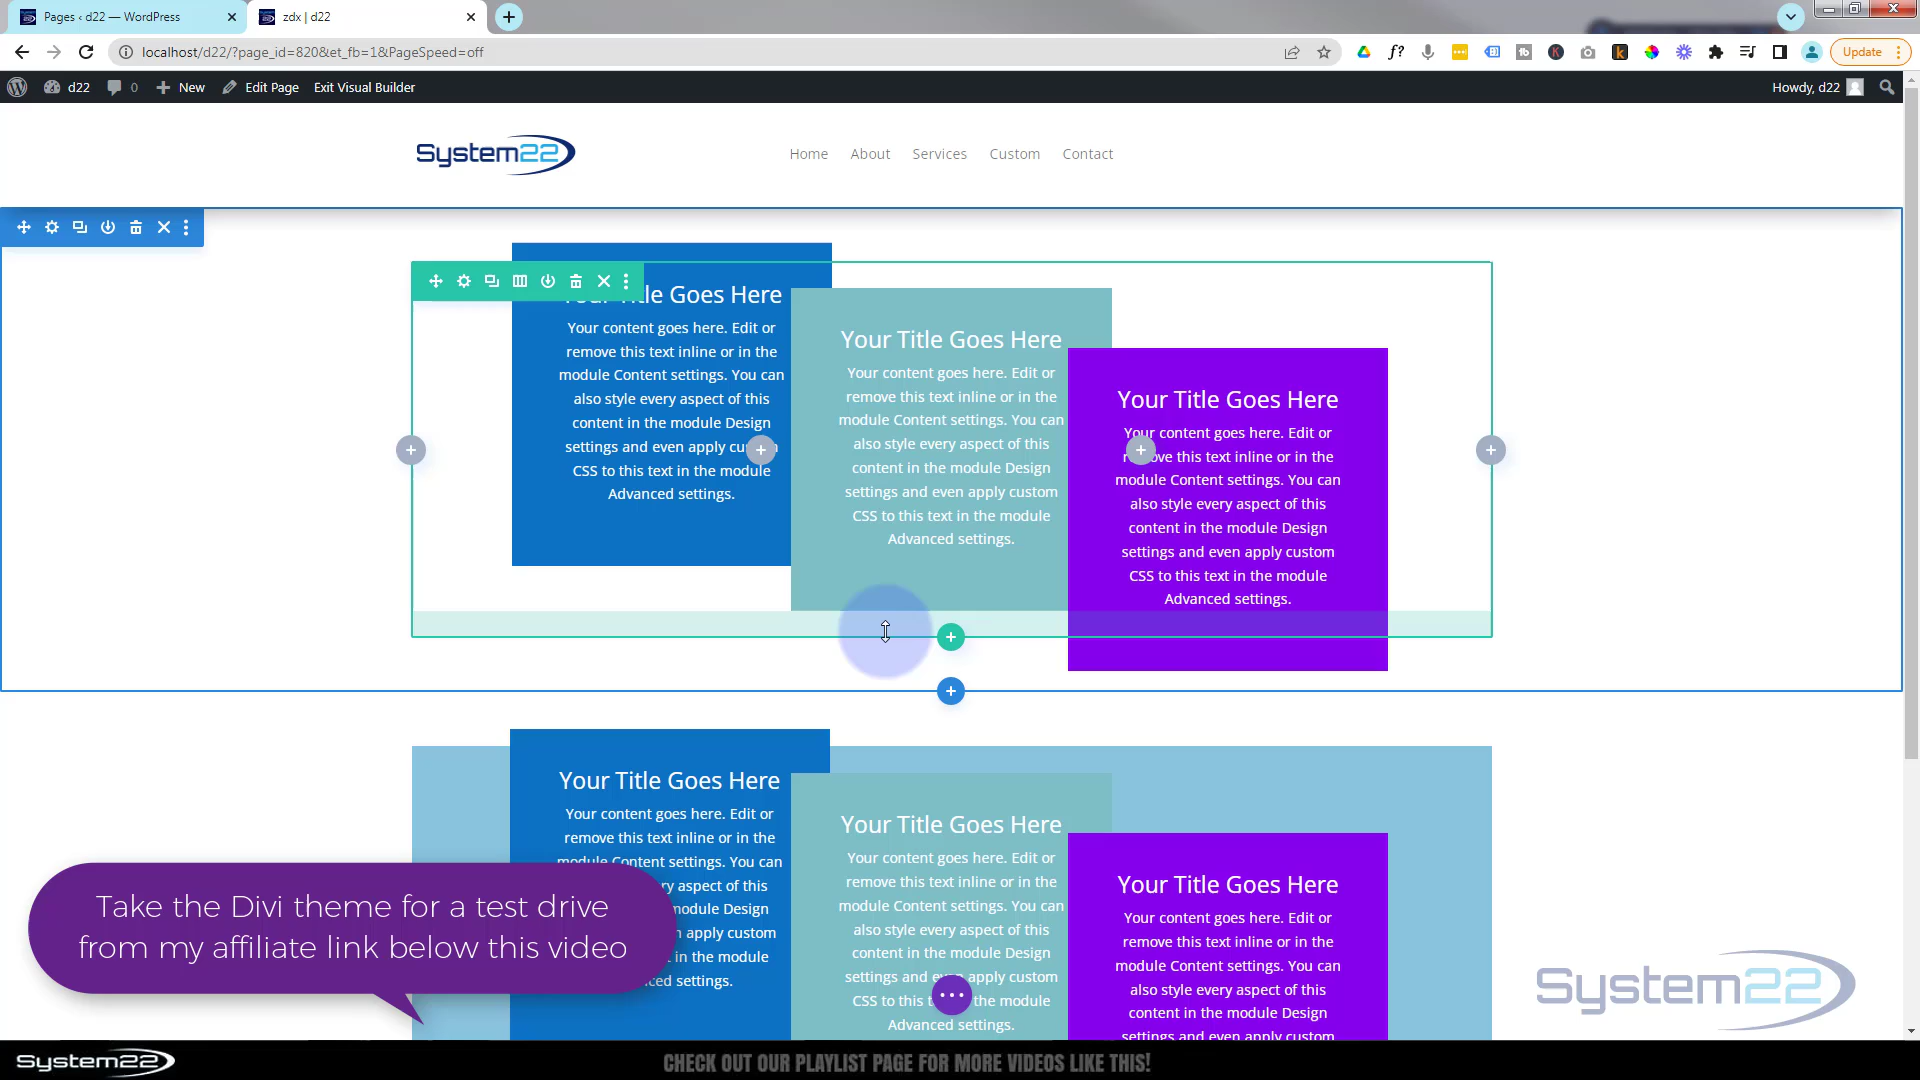 Pages ‹ d22 — WordPress
zdx | d22
localhost/d22/?page_id=820&et_fb=1&PageSpeed=off
Update
d22
0
New
Edit Page
Exit Visual Builder
Howdy, d22
System22
Home
About
Services
Custom
Contact
Title Goes Here
Your content goes here. Edit or
remove this text inline or in the
module Content settings. You can
also style every aspect of this
content in the module Design
settings and even apply
CSS to this text in the module
Advanced settings.
Your Title Goes Here
Your content goes here. Edit or
remove this text inline or in the
module Content settings. You can
also style every aspect of this
content in the module Design
settings and even apply custom
CSS to this text in the module
Advanced settings.
Your Title Goes Here
Your content goes here. Edit or
remove this text inline or in the
module Content settings. You can
also style every aspect of this
content in the module Design
settings and even apply custom
CSS to this text in the module
Advanced settings.
Your Title Goes Here
Your content goes here. Edit or
remove this text inline or in the
module Content settings. You can
aspect of this
module Design
apply custom
in the module
settings.
Your Title Goes Here
Your content goes here. Edit or
remove this text inline or in the
module Content settings. You can
also style every aspect of this
content in the module Design
settings and even apply custom
CSS to this the module
Advanced settings.
Your Title Goes Here
Your content goes here. Edit or
remove this text inline or in the
module Content settings. You can
also style every aspect of this
content in the module Design
settings and even apply custom
Take the Divi theme for a test drive
from my affiliate link below this video
System22
System22
CHECK OUT OUR PLAYLIST PAGE FOR MORE VIDEOS LIKE THIS!